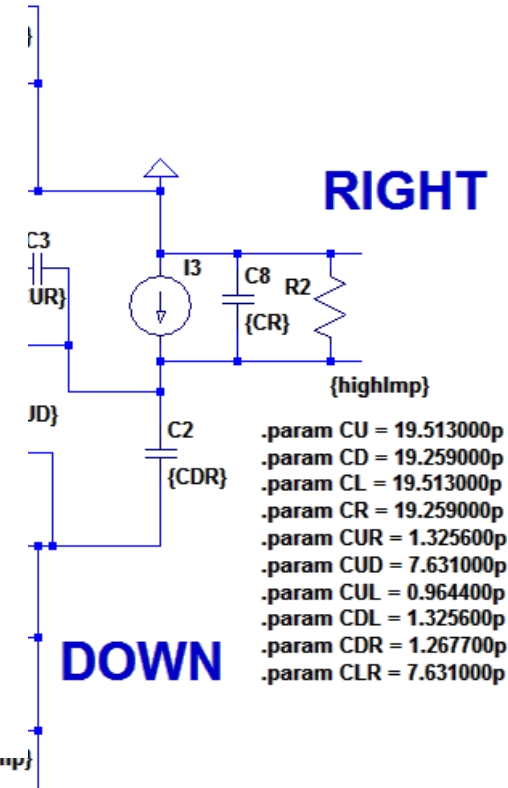 }
RIGHT
C3
I3
C8
R2
UR}
{CR}
{highImp}
JD}
C2
{CDR}
.param CU = 19.513000p
.param CD = 19.259000p
.param CL = 19.513000p
.param CR = 19.259000p
.param CUR = 1.325600p
.param CUD = 7.631000p
.param CUL = 0.964400p
.param CDL = 1.325600p
.param CDR = 1.267700p
.param CLR = 7.631000p
DOWN